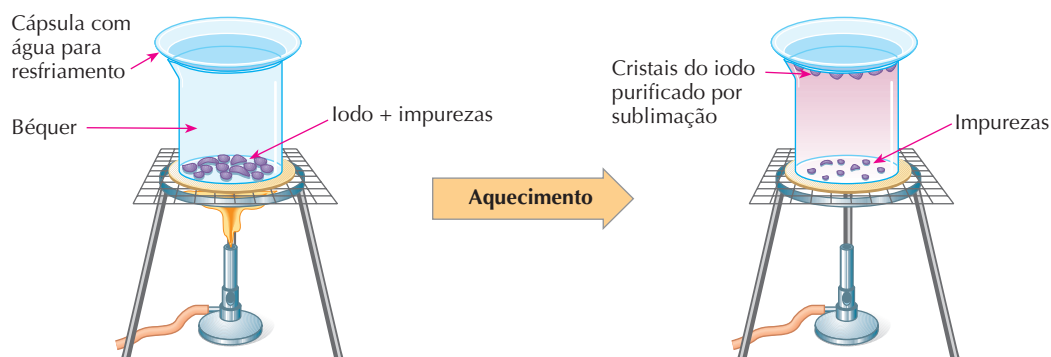 Cápsula com
água para
resfriamento
Béquer
Iodo + impurezas
Aquecimento
Cristais do iodo
purificado por
sublimação
Impurezas